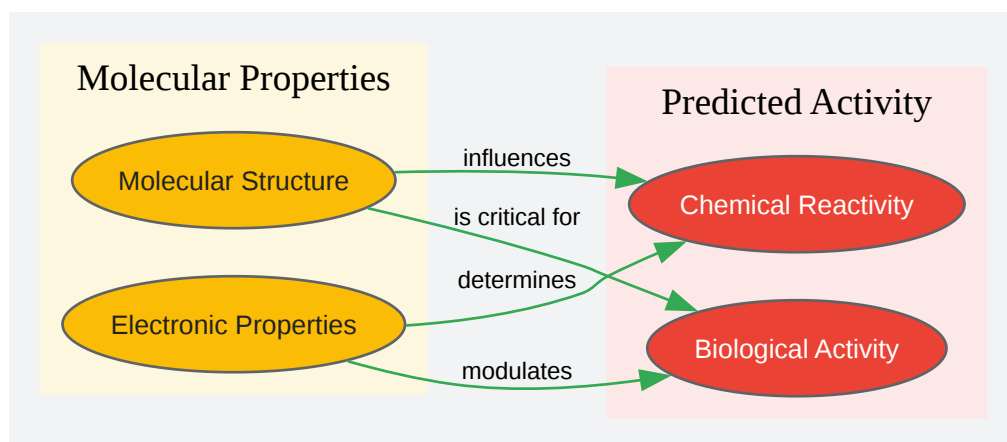 Molecular Properties
Predicted Activity
Molecular Structure
influences
Chemical Reactivity
is critical for
determines
Electronic Properties
Biological Activity
modulates